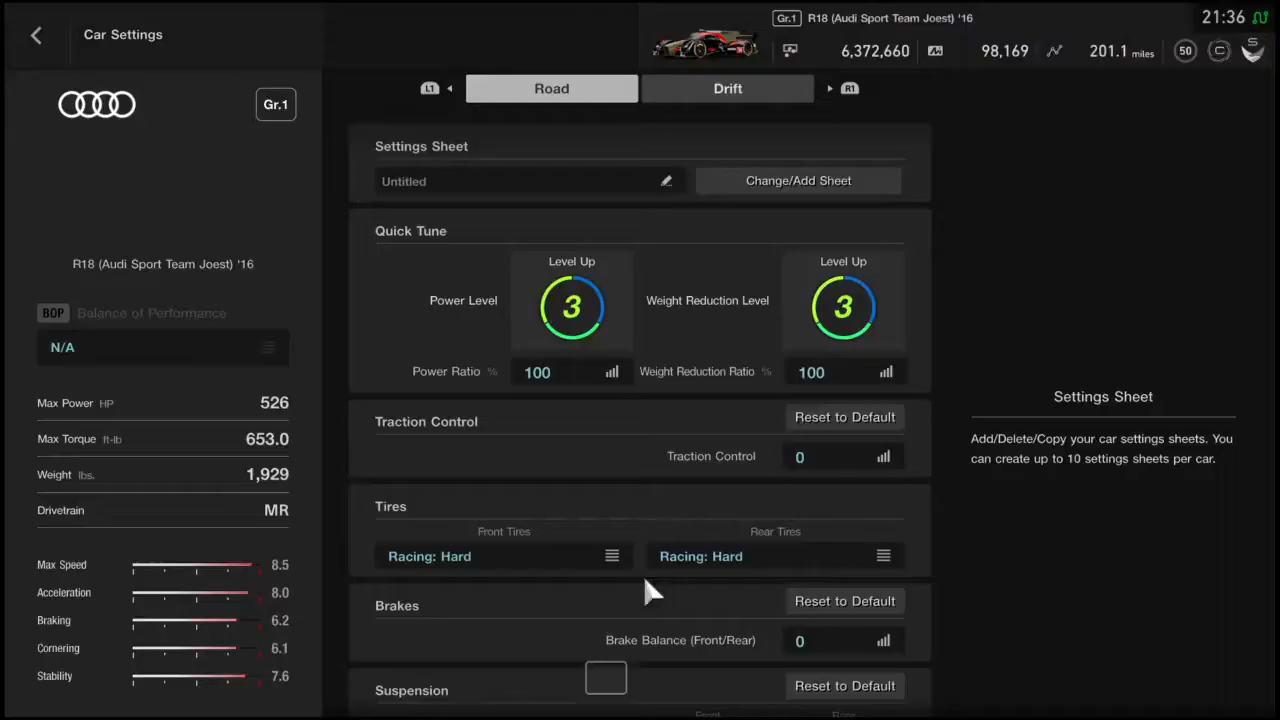 Car Settings
Gr.1 R18 (Audi Sport Team Joest) '16
21:36
6,372,660 98,169 201.1 miles 50 C S
L1 Road Drift R1
Gr.1
Settings Sheet
Untitled Change/Add Sheet
Quick Tune
Level Up Level Up
Power Level 3 Weight Reduction Level 3
Power Ratio % 100 Weight Reduction Ratio % 100
R18 (Audi Sport Team Joest) '16
BOP Balance of Performance
N/A
Max Power HP 526
Max Torque ft-lb 653.0
Weight lbs. 1,929
Drivetrain MR
Max Speed 8.5
Acceleration 8.0
Braking 6.2
Cornering 6.1
Stability 7.6
Traction Control Reset to Default
Traction Control 0
Tires
Front Tires Rear Tires
Racing: Hard Racing: Hard
Brakes Reset to Default
Brake Balance (Front/Rear) 0
Suspension Reset to Default
Front Rear
Settings Sheet
Add/Delete/Copy your car settings sheets. You
can create up to 10 settings sheets per car.